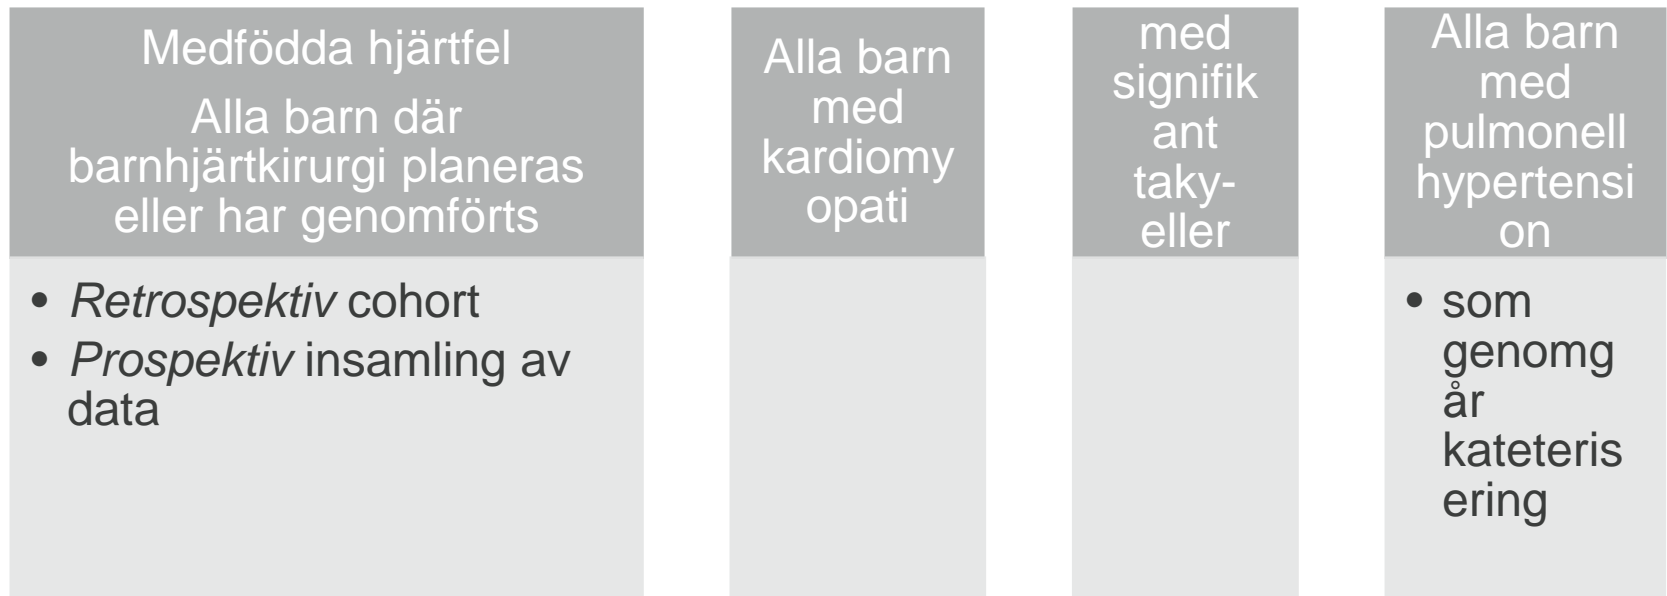 Medfödda hjärtfel
Alla barn där
barnhjärtkirurgi planeras
eller har genomförts
• Retrospektiv cohort
• Prospektiv insamling av
data
Alla barn
med
kardiomy
opati
med
signifik
ant
taky-
eller
Alla barn
med
pulmonell
hypertensi
on
• som
genomg
år
kateteris
ering